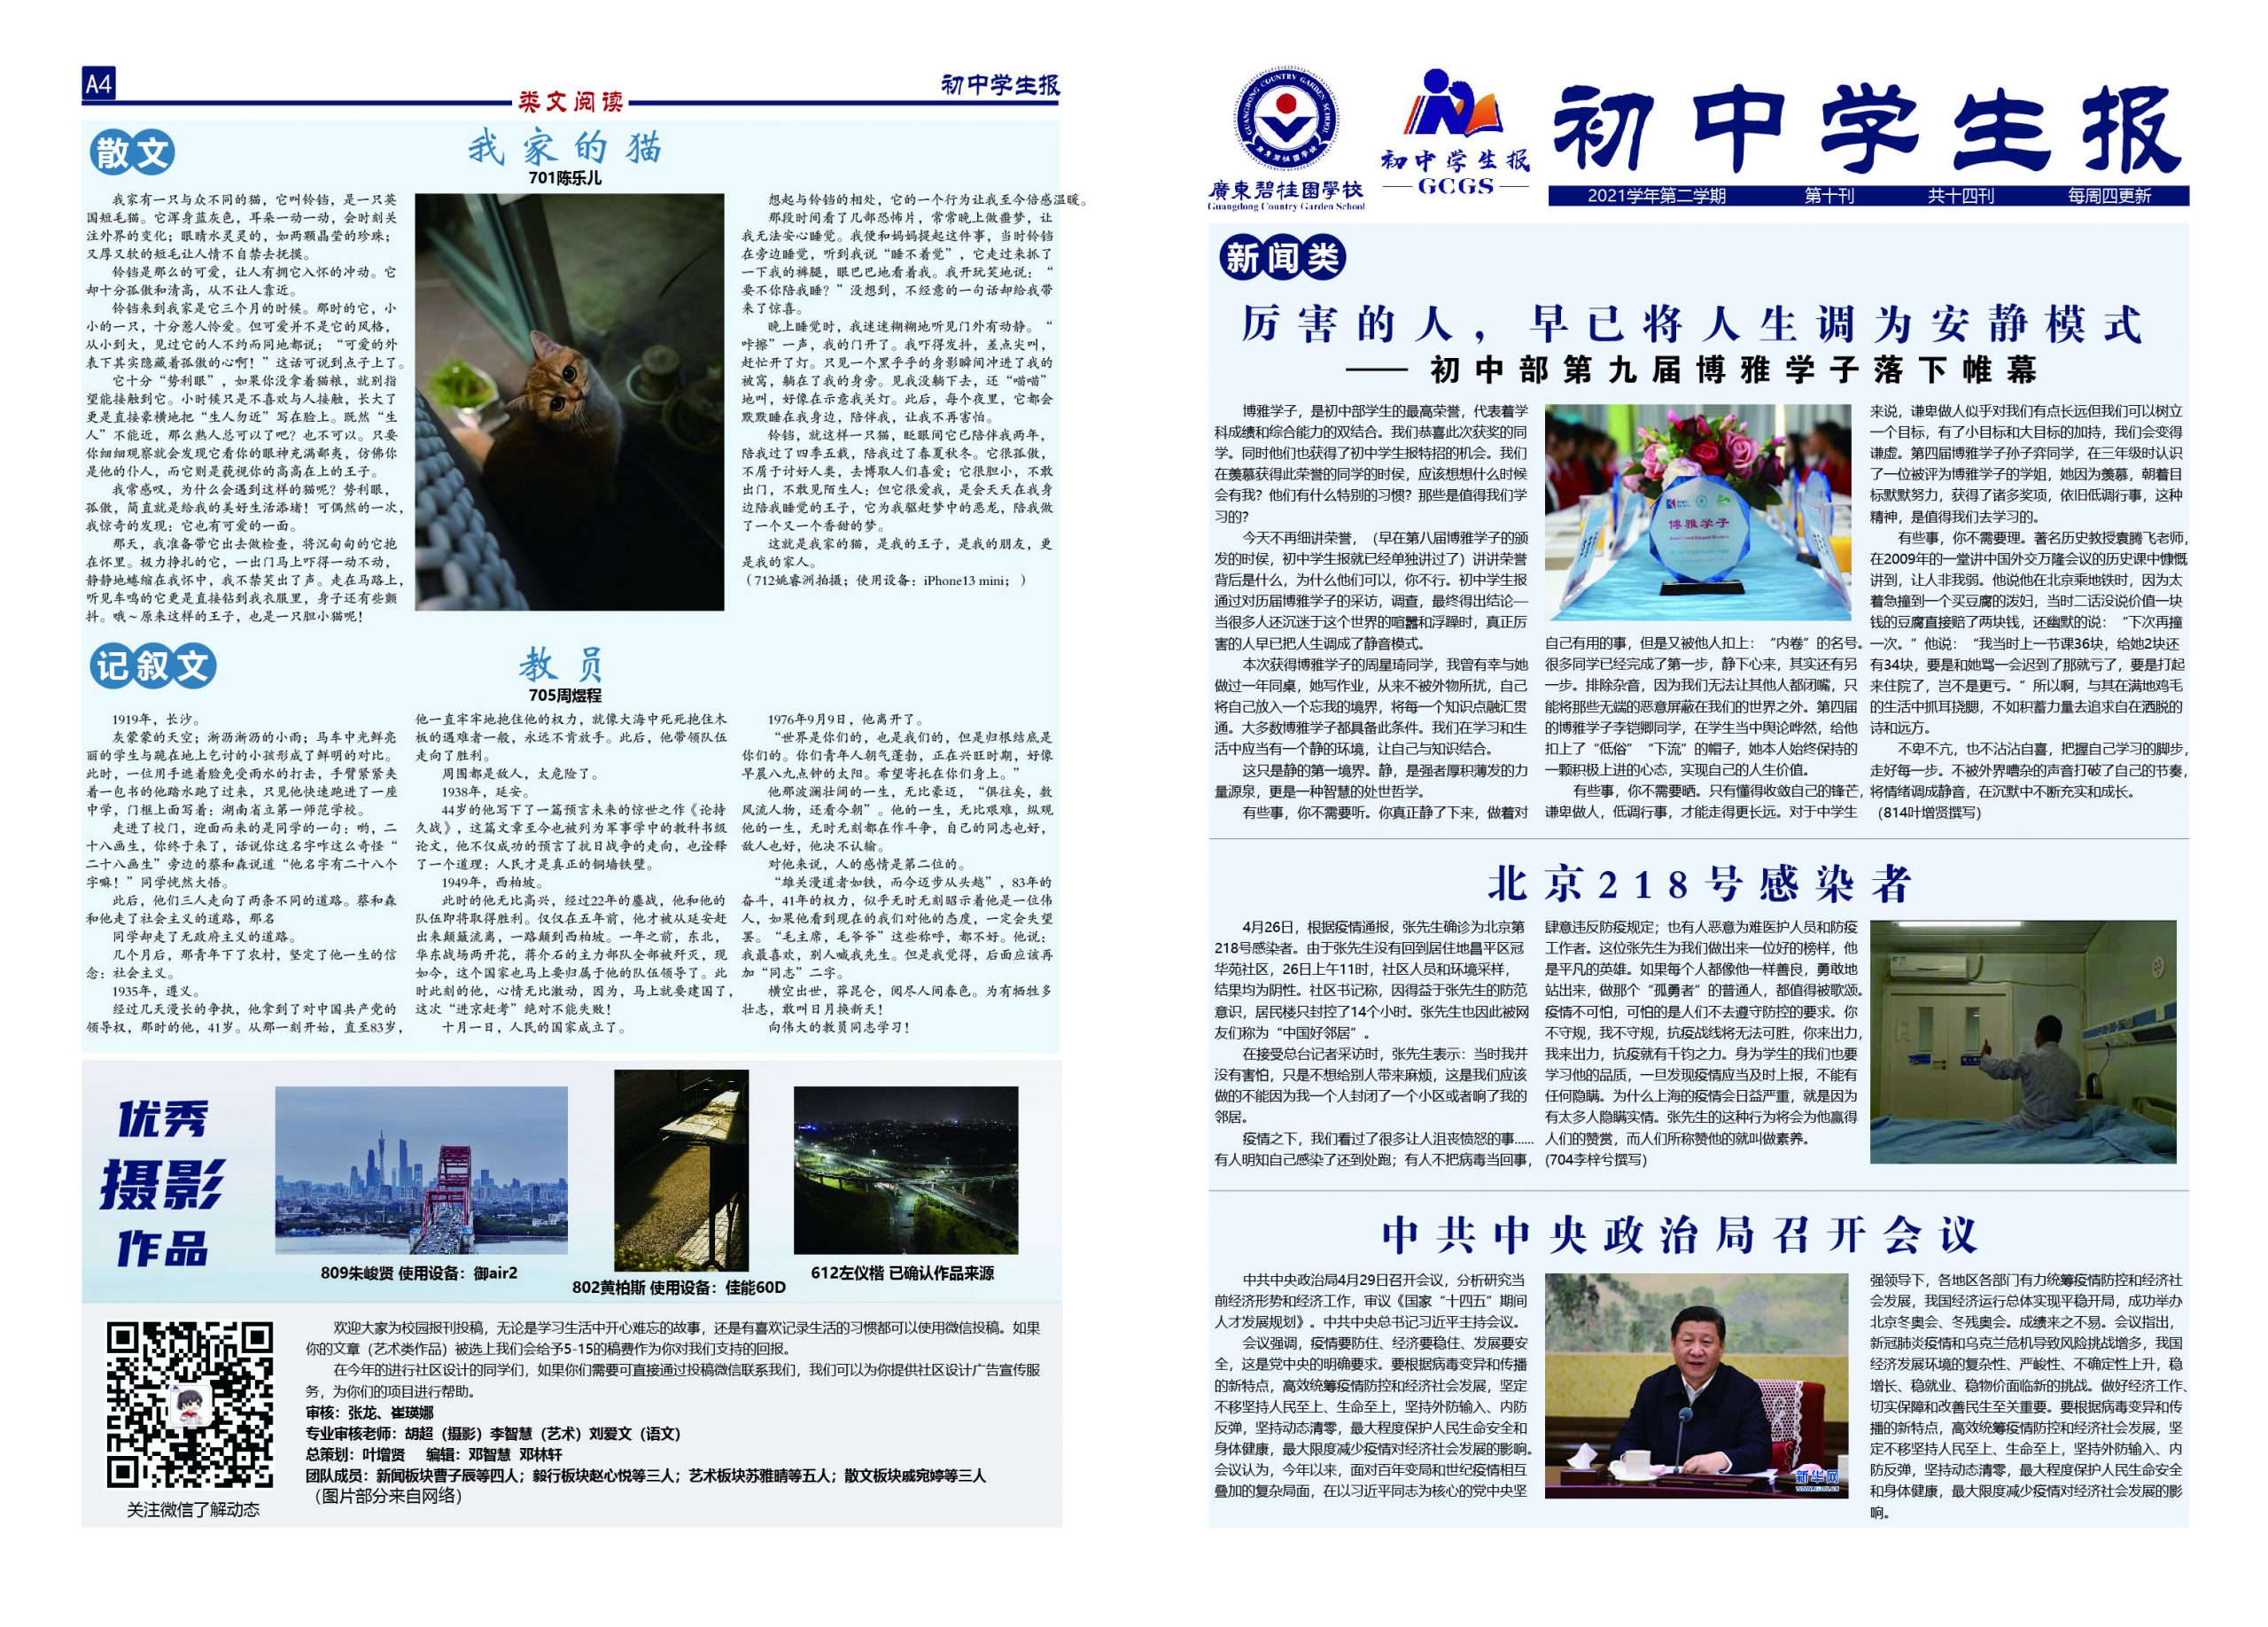 A4
类文阅读
初中学生报
散文
我家的猫
701陈乐儿
我家有一只与众不同的猫，它叫铃铛，是一只英
国短毛猫。它浑身蓝灰色，耳朵一动一动，会时刻关
注外界的变化；眼睛水灵灵的，如两颗晶莹的珍珠；
又厚又软的短毛让人情不自禁去抚摸。
铃铛是那么的可爱，让人有拥它入怀的冲动。它
却十分孤傲和清高，从不让人靠近。
铃铛来到我家是它三个月的时候。那时的它，小
小的一只，十分惹人怜爱。但可爱并不是它的风格，
从小到大，见过它的人不约而同地都说；“可爱的外
表下其实隐藏着孤傲的心啊！”这话可说到点子上了。
它十分“势利眼”，如果你没拿着猫粮，就别指
望能接触到它。小时候只是不喜欢与人接触，长大了
更是直接豪横地把“生人勿近”写在脸上。既然“生
人”不能近，那么熟人总可以了吧？也不可以。只要
你细细观察就会发现它看你的眼神充满鄙夷，仿佛你
是他的仆人，而它则是藐视你的高高在上的王子。
我常感叹，为什么会遇到这样的猫呢？势利眼，
孤傲，简直就是给我的美好生活添堵！可偶然的一次，
我惊奇的发现：它也有可爱的一面。
那天，我准备带它出去做检查，将沉甸甸的它抱
在怀里。极力挣扎的它，一出门马上吓得一动不动，
静静地蜷缩在我怀中，我不禁笑出了声。走在马路上，
听见车鸣的它更是直接钻到我衣服里，身子还有些颤
抖。哦～原来这样的王子，也是一只胆小猫呢！
想起与铃铛的相处，它的一个行为让我至今倍感温暖。
那段时间看了几部恐怖片，常常晚上做噩梦，让
我无法安心睡觉。我便和妈妈提起这件事，当时铃铛
在旁边睡觉，听到我说“睡不着觉”，它走过来抓了
一下我的裤腿，眼巴巴地看着我。我开玩笑地说：“
要不你陪我睡？”没想到，不经意的一句话却给我带
来了惊喜。
晚上睡觉时，我迷迷糊糊地听见门外有动静。“
咔擦”一声，我的门开了。我吓得发抖，差点尖叫，
赶忙开了灯。只见一个黑乎乎的身影瞬间冲进了我的
被窝，躺在了我的身旁。见我没躺下去，还“喵喵”
地叫，好像在示意我关灯。此后，每个夜里，它都会
默默睡在我身边，陪伴我，让我不再害怕。
铃铛，就这样一只猫，眨眼间它已陪伴我两年，
陪我过了四季五载，陪我过了春夏秋冬。它很孤傲，
不屑于讨好人类，去博取人们喜爱；它很胆小，不敢
出门，不敢见陌生人：但它很爱我，是会天天在我身
边陪我睡觉的王子，它为我驱赶梦中的恶龙，陪我做
了一个又一个香甜的梦。
这就是我家的猫，是我的王子，是我的朋友，更
是我的家人。
（712姚睿洲拍摄；使用设备：iPhone13 mini；）
记叙文
教员
705周煜程
1919年，长沙。
灰蒙蒙的天空；淅沥淅沥的小雨；马车中光鲜亮
丽的学生与跪在地上乞讨的小孩形成了鲜明的对比。
此时，一位用手遮着脸免受雨水的打击，手臂紧紧夹
着一包书的他踏水跑了过来，只见他快速跑进了一座
中学，门框上面写着：湖南省立第一师范学校。
走进了校门，迎面而来的是同学的一句：哟，二
十八画生，你终于来了，话说你这名字咋这么奇怪“
二十八画生”旁边的蔡和森说道“他名字有二十八个
字嘛！”同学恍然大悟。
此后，他们三人走向了两条不同的道路。蔡和森
和他走了社会主义的道路，那名
同学却走了无政府主义的道路。
几个月后，那青年下了农村，坚定了他一生的信
念：社会主义。
1935年，遵义。
经过几天漫长的争执，他拿到了对中国共产党的
领导权，那时的他，41岁。从那一刻开始，直至83岁，
他一直牢牢地抱住他的权力，就像大海中死死抱住木
板的遇难者一般，永远不肯放手。此后，他带领队伍
走向了胜利。
周围都是敌人，太危险了。
1938年，延安。
44岁的他写下了一篇预言未来的惊世之作《论持
久战》，这篇文章至今也被列为军事学中的教科书级
论文，他不仅成功的预言了抗日战争的走向，也诠释
了一个道理：人民才是真正的铜墙铁壁。
1949年，西柏坡。
此时的他无比高兴，经过22年的鏖战，他和他的
队伍即将取得胜利。仅仅在五年前，他才被从延安赶
出来颠簸流离，一路颠到西柏坡。一年之前，东北，
华东战场两开花，蒋介石的主力部队全部被歼灭，现
如今，这个国家也马上要归属于他的队伍领导了。此
时此刻的他，心情无比激动，因为，马上就要建国了，
这次“进京赶考”绝对不能失败！
十月一日，人民的国家成立了。
1976年9月9日，他离开了。
“世界是你们的，也是我们的，但是归根结底是
你们的。你们青年人朝气蓬勃，正在兴旺时期，好像
早晨八九点钟的太阳。希望寄托在你们身上。”
他那波澜壮阔的一生，无比豪迈，“俱往矣，数
风流人物，还看今朝”。他的一生，无比艰难，纵观
他的一生，无时无刻都在作斗争，自己的同志也好，
敌人也好，他决不认输。
对他来说，人的感情是第二位的。
“雄关漫道者如铁，而今迈步从头越”，83年的
奋斗，41年的权力，似乎无时无刻昭示着他是一位伟
人，如果他看到现在的我们对他的态度，一定会失望
罢。“毛主席，毛爷爷”这些称呼，都不好。他说：
我最喜欢，别人喊我先生。但是我觉得，后面应该再
加“同志”二字。
横空出世，莽昆仑，阅尽人间春色。为有牺牲多
壮志，敢叫日月换新天！
向伟大的教员同志学习！
优秀
摄影
作品
809朱峻贤 使用设备：御air2
802黄柏斯 使用设备：佳能60D
612左仪楷 已确认作品来源
关注微信了解动态
欢迎大家为校园报刊投稿，无论是学习生活中开心难忘的故事，还是有喜欢记录生活的习惯都可以使用微信投稿。如果
你的文章（艺术类作品）被选上我们会给予5-15的稿费作为你对我们支持的回报。
在今年的进行社区设计的同学们，如果你们需要可直接通过投稿微信联系我们，我们可以为你提供社区设计广告宣传服
务，为你们的项目进行帮助。
审核：张龙、崔瑛娜
专业审核老师：胡超（摄影）李智慧（艺术）刘爱文（语文）
总策划：叶增贤 编辑：邓智慧 邓林轩
团队成员：新闻板块曹子辰等四人；毅行板块赵心悦等三人；艺术板块苏雅晴等五人；散文板块戚宛婷等三人
（图片部分来自网络）
GUANGDONG COUNTRY GARDEN SCHOOL
廣東碧桂園學校
廣東碧桂園學校
Guangdong Country Garden School
初中学生报
GCGS
初中学生报
2021学年第二学期 第十刊 共十四刊 每周四更新
新闻类
厉害的人，早已将人生调为安静模式
——初中部第九届博雅学子落下帷幕
博雅学子，是初中部学生的最高荣誉，代表着学
科成绩和综合能力的双结合。我们恭喜此次获奖的同
学。同时他们也获得了初中学生报特招的机会。我们
在羡慕获得此荣誉的同学的时候，应该想想什么时候
会有我？他们有什么特别的习惯？那些是值得我们学
习的？
今天不再细讲荣誉，（早在第八届博雅学子的颁
发的时候，初中学生报就已经单独讲过了）讲讲荣誉
背后是什么，为什么他们可以，你不行。初中学生报
通过对历届博雅学子的采访，调查，最终得出结论—
当很多人还沉迷于这个世界的喧嚣和浮躁时，真正厉
害的人早已把人生调成了静音模式。
本次获得博雅学子的周星琦同学，我曾有幸与她
做过一年同桌，她写作业，从来不被外物所扰，自己
将自己放入一个忘我的境界，将每一个知识点融汇贯
通。大多数博雅学子都具备此条件。我们在学习和生
活中应当有一个静的环境，让自己与知识结合。
这只是静的第一境界。静，是强者厚积薄发的力
量源泉，更是一种智慧的处世哲学。
有些事，你不需要听。你真正静了下来，做着对
博雅学子
自己有用的事，但是又被他人扣上：“内卷”的名号。
很多同学已经完成了第一步，静下心来，其实还有另
一步。排除杂音，因为我们无法让其他人都闭嘴，只
能将那些无端的恶意屏蔽在我们的世界之外。第四届
的博雅学子李铠卿同学，在学生当中舆论哗然，给他
扣上了“低俗”“下流”的帽子，她本人始终保持的
一颗积极上进的心态，实现自己的人生价值。
有些事，你不需要晒。只有懂得收敛自己的锋芒，
谦卑做人，低调行事，才能走得更长远。对于中学生
来说，谦卑做人似乎对我们有点长远但我们可以树立
一个目标，有了小目标和大目标的加持，我们会变得
谦虚。第四届博雅学子孙子弈同学，在三年级时认识
了一位被评为博雅学子的学姐，她因为羡慕，朝着目
标默默努力，获得了诸多奖项，依旧低调行事，这种
精神，是值得我们去学习的。
有些事，你不需要理。著名历史教授袁腾飞老师，
在2009年的一堂讲中国外交万隆会议的历史课中慷慨
讲到，让人非我弱。他说他在北京乘地铁时，因为太
着急撞到一个买豆腐的泼妇，当时二话没说价值一块
钱的豆腐直接赔了两块钱，还幽默的说：“下次再撞
一次。“他说：“我当时上一节课36块，给她2块还
有34块，要是和她骂一会迟到了那就亏了，要是打起
来住院了，岂不是更亏。”所以啊，与其在满地鸡毛
的生活中抓耳挠腮，不如积蓄力量去追求自在洒脱的
诗和远方。
不卑不亢，也不沾沾自喜，把握自己学习的脚步，
走好每一步。不被外界嘈杂的声音打破了自己的节奏，
将情绪调成静音，在沉默中不断充实和成长。
（814叶增贤撰写）
北京218号感染者
4月26日，根据疫情通报，张先生确诊为北京第
218号感染者。由于张先生没有回到居住地昌平区冠
华苑社区，26日上午11时，社区人员和环境采样，
结果均为阴性。社区书记称，因得益于张先生的防范
意识，居民楼只封控了14个小时。张先生也因此被网
友们称为“中国好邻居”。
在接受总台记者采访时，张先生表示：当时我并
没有害怕，只是不想给别人带来麻烦，这是我们应该
做的不能因为我一个人封闭了一个小区或者响了我的
邻居。
疫情之下，我们看过了很多让人沮丧愤怒的事......
有人明知自己感染了还到处跑；有人不把病毒当回事，
肆意违反防疫规定；也有人恶意为难医护人员和防疫
工作者。这位张先生为我们做出来一位好的榜样，他
是平凡的英雄。如果每个人都像他一样善良，勇敢地
站出来，做那个“孤勇者”的普通人，都值得被歌颂。
疫情不可怕，可怕的是人们不去遵守防控的要求。你
不守规，我不守规，抗疫战线将无法可胜，你来出力，
我来出力，抗疫就有千钧之力。身为学生的我们也要
学习他的品质，一旦发现疫情应当及时上报，不能有
任何隐瞒。为什么上海的疫情会日益严重，就是因为
有太多人隐瞒实情。张先生的这种行为将会为他赢得
人们的赞赏，而人们所称赞他的就叫做素养。
(704李梓兮撰写)
中共中央政治局召开会议
中共中央政治局4月29日召开会议，分析研究当
前经济形势和经济工作，审议《国家“十四五”期间
人才发展规划》。中共中央总书记习近平主持会议。
会议强调，疫情要防住、经济要稳住、发展要安
全，这是党中央的明确要求。要根据病毒变异和传播
的新特点，高效统筹疫情防控和经济社会发展，坚定
不移坚持人民至上、生命至上，坚持外防输入、内防
反弹，坚持动态清零，最大程度保护人民生命安全和
身体健康，最大限度减少疫情对经济社会发展的影响。
会议认为，今年以来，面对百年变局和世纪疫情相互
叠加的复杂局面，在以习近平同志为核心的党中央坚
新华网
强领导下，各地区各部门有力统筹疫情防控和经济社
会发展，我国经济运行总体实现平稳开局，成功举办
北京冬奥会、冬残奥会。成绩来之不易。会议指出，
新冠肺炎疫情和乌克兰危机导致风险挑战增多，我国
经济发展环境的复杂性、严峻性、不确定性上升，稳
增长、稳就业、稳物价面临新的挑战。做好经济工作、
切实保障和改善民生至关重要。要根据病毒变异和传
播的新特点，高效统筹疫情防控和经济社会发展，坚
定不移坚持人民至上、生命至上，坚持外防输入、内
防反弹，坚持动态清零，最大程度保护人民生命安全
和身体健康，最大限度减少疫情对经济社会发展的影
响。